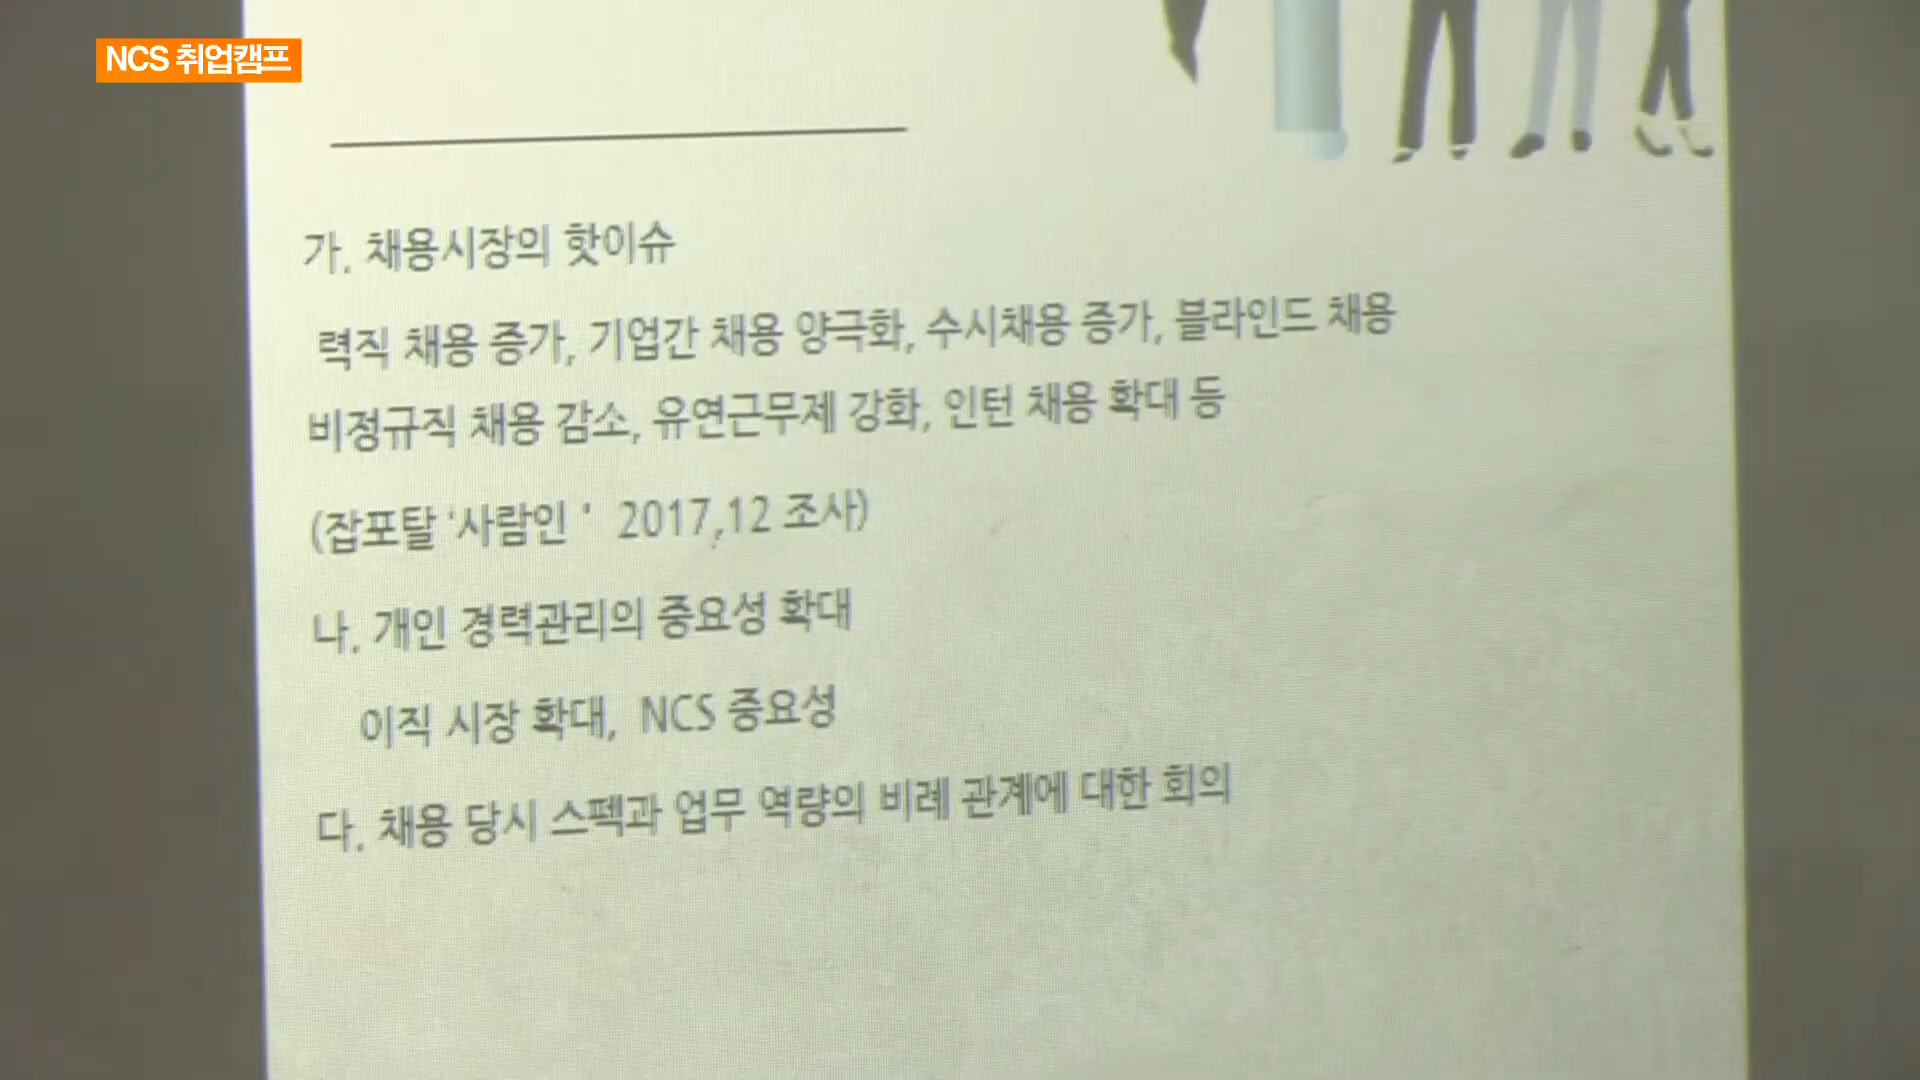 NCS 취업캠프
가. 채용시장의 핫이슈
력직 채용 증가, 기업간 채용 양극화, 수시채용 증가, 블라인드 채용
비정규직 채용 감소, 유연근무제 강화, 인턴 채용 확대 등
(잡포탈 '사람인 ' 2017,12 조사)
나. 개인 경력관리의 중요성 확대
이직 시장 확대, NCS 중요성
다. 채용 당시 스펙과 업무 역량의 비례 관계에 대한 회의